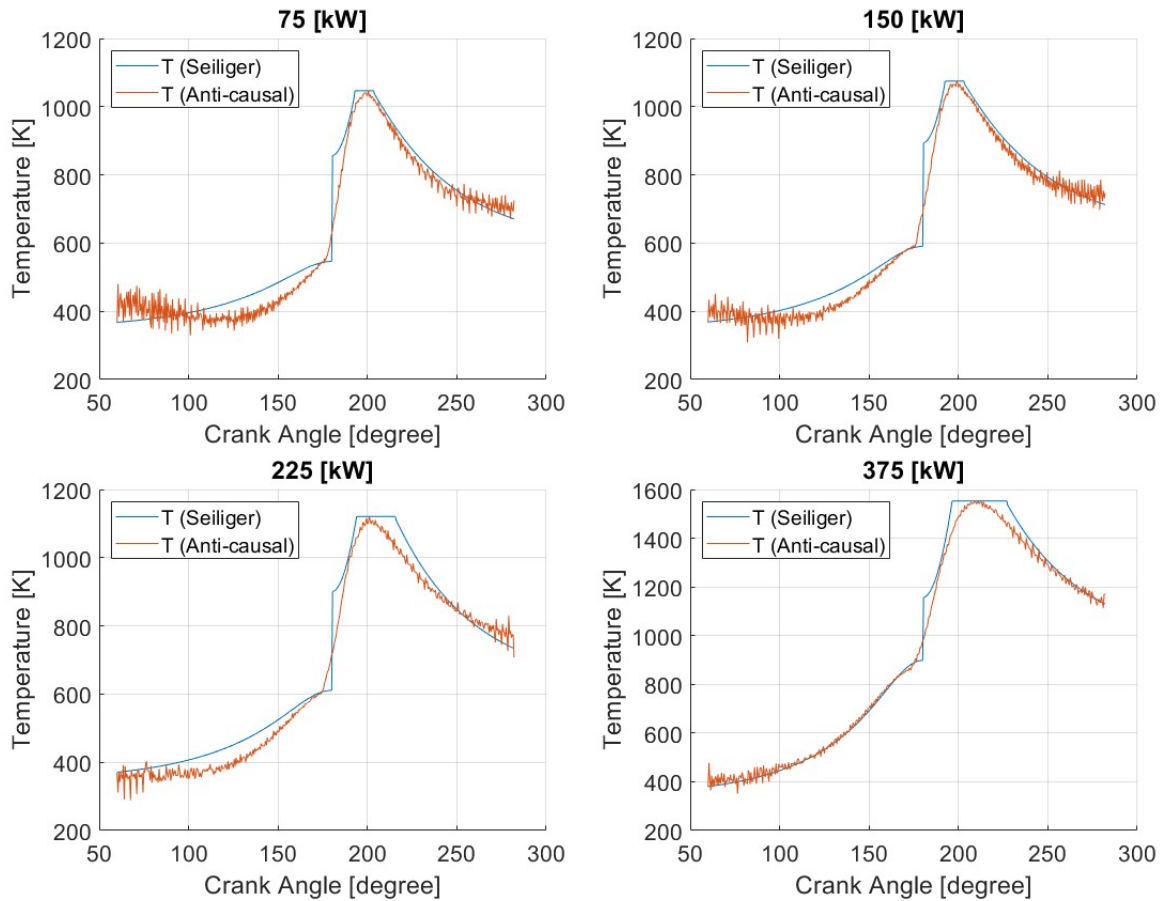 75 [kW]
1200
1000
800
600
400
200
Temperature [K]
T (Seiliger)
T (Anti-causal)
50 100 150 200 250 300
Crank Angle [degree]
150 [kW]
1200
1000
800
600
400
200
Temperature [K]
T (Seiliger)
T (Anti-causal)
50 100 150 200 250 300
Crank Angle [degree]
225 [kW]
1200
1000
800
600
400
200
Temperature [K]
T (Seiliger)
T (Anti-causal)
50 100 150 200 250 300
Crank Angle [degree]
375 [kW]
1600
1400
1200
1000
800
600
400
200
Temperature [K]
T (Seiliger)
T (Anti-causal)
50 100 150 200 250 300
Crank Angle [degree]